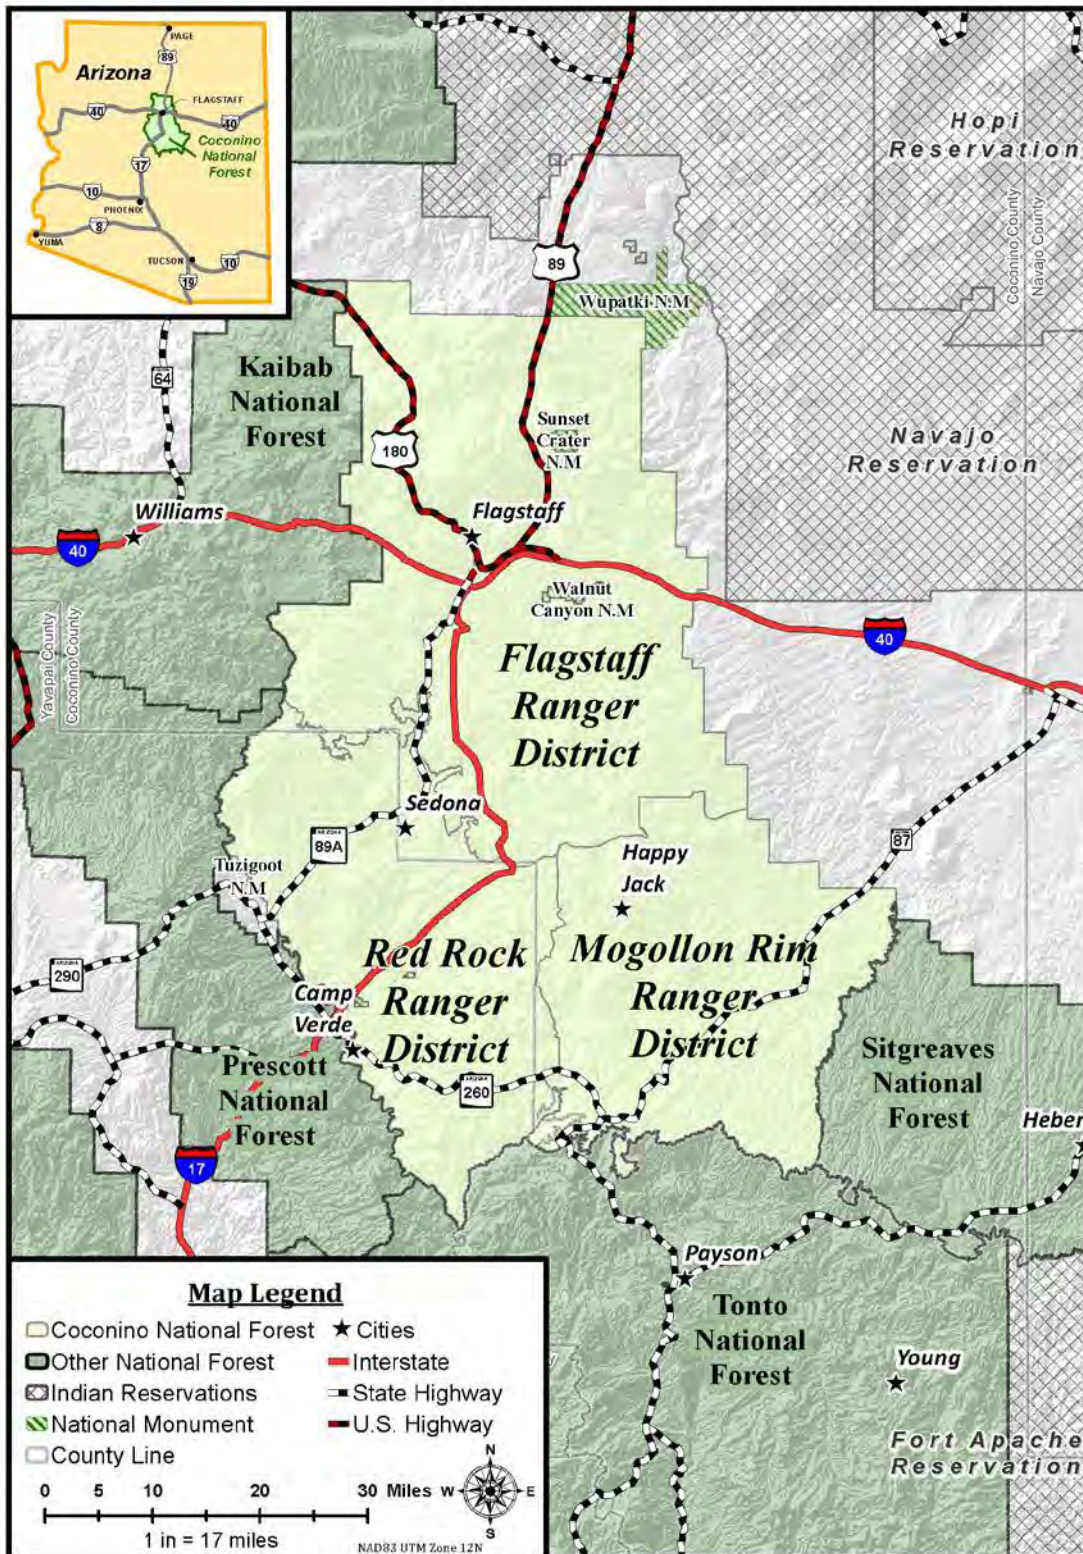 PAGE
89
Arizona
FLAGSTAFF
40
40
Coconino
National
Forest
17
10
PHOENIX
8
YUMA
TUCSON
10
19
Hopi
Reservation
Coconino County
Navajo County
89
Wupatki N.M
Kaibab
National
Forest
64
180
Sunset
Crater
N.M
Navajo
Reservation
Williams
Flagstaff
40
Walnut
Canyon N.M
40
Yavapai County
Coconino County
Flagstaff
Ranger
District
Sedona
ARIZONA
89A
87
Happy
Jack
Tuzigoot
N.M
Red Rock
Ranger
District
Mogollon Rim
Ranger
District
ARIZONA
290
Camp
Verde
Prescott
National
Forest
ARIZONA
260
Sitgreaves
National
Forest
Heber
17
Payson
Tonto
National
Forest
Young
Fort Apache
Reservation
Map Legend
Coconino National Forest
Cities
Other National Forest
Interstate
Indian Reservations
State Highway
National Monument
U.S. Highway
County Line
N
W
E
S
0 5 10 20 30 Miles
1 in = 17 miles
NAD83 UTM Zone 12N